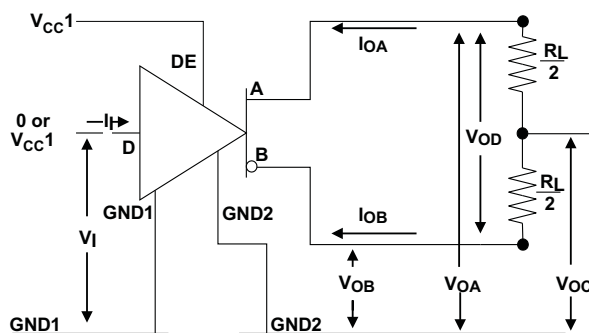 VCC1
DE
IOA
RL
2
A
0 or
VCC1
II
D
B
VOD
RL
2
GND1
GND2
VI
IOB
VOB
VOA
VOC
GND1
GND2